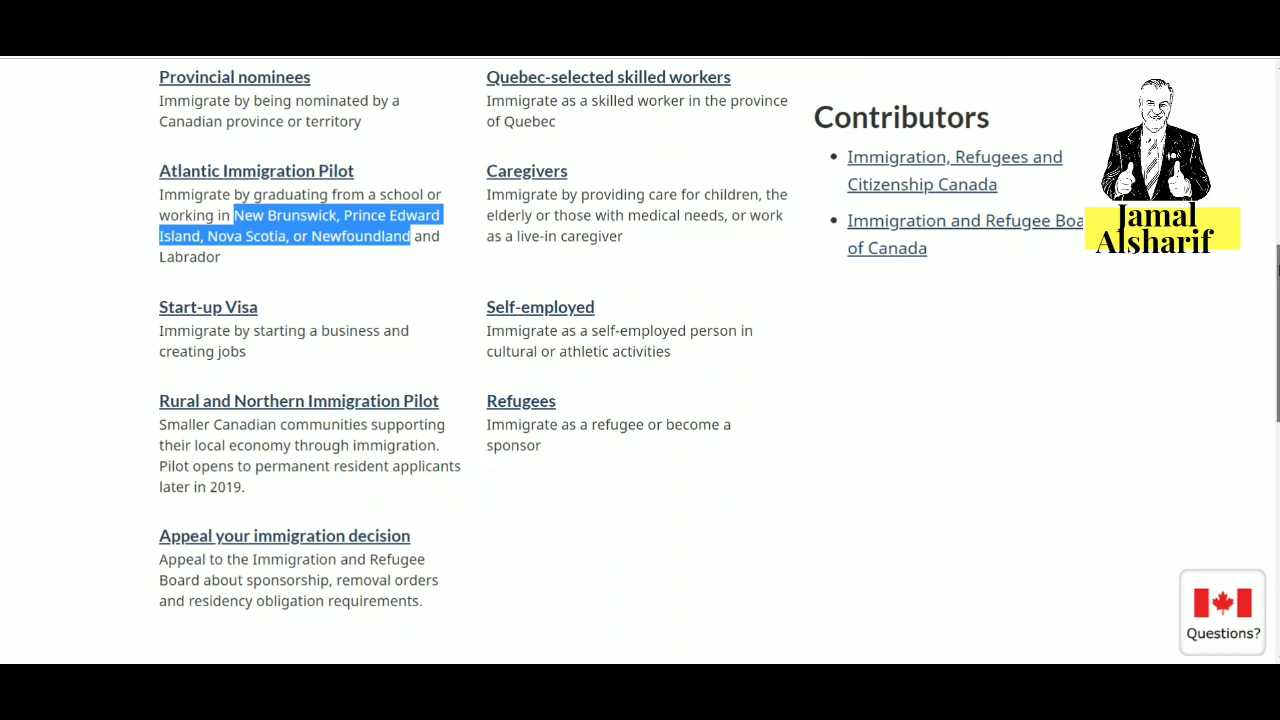 Provincial nominees
Immigrate by being nominated by a
Canadian province or territory
Quebec-selected skilled workers
Immigrate as a skilled worker in the province
of Quebec
Atlantic Immigration Pilot
Immigrate by graduating from a school or
working in New Brunswick, Prince Edward
Island, Nova Scotia, or Newfoundland and
Labrador
Caregivers
Immigrate by providing care for children, the
elderly or those with medical needs, or work
as a live-in caregiver
Start-up Visa
Immigrate by starting a business and
creating jobs
Self-employed
Immigrate as a self-employed person in
cultural or athletic activities
Rural and Northern Immigration Pilot
Smaller Canadian communities supporting
their local economy through immigration.
Pilot opens to permanent resident applicants
later in 2019.
Refugees
Immigrate as a refugee or become a
sponsor
Appeal your immigration decision
Appeal to the Immigration and Refugee
Board about sponsorship, removal orders
and residency obligation requirements.
Contributors
Immigration, Refugees and
Citizenship Canada
Immigration and Refugee Boa
of Canada
Jamal
Alsharif
Questions?